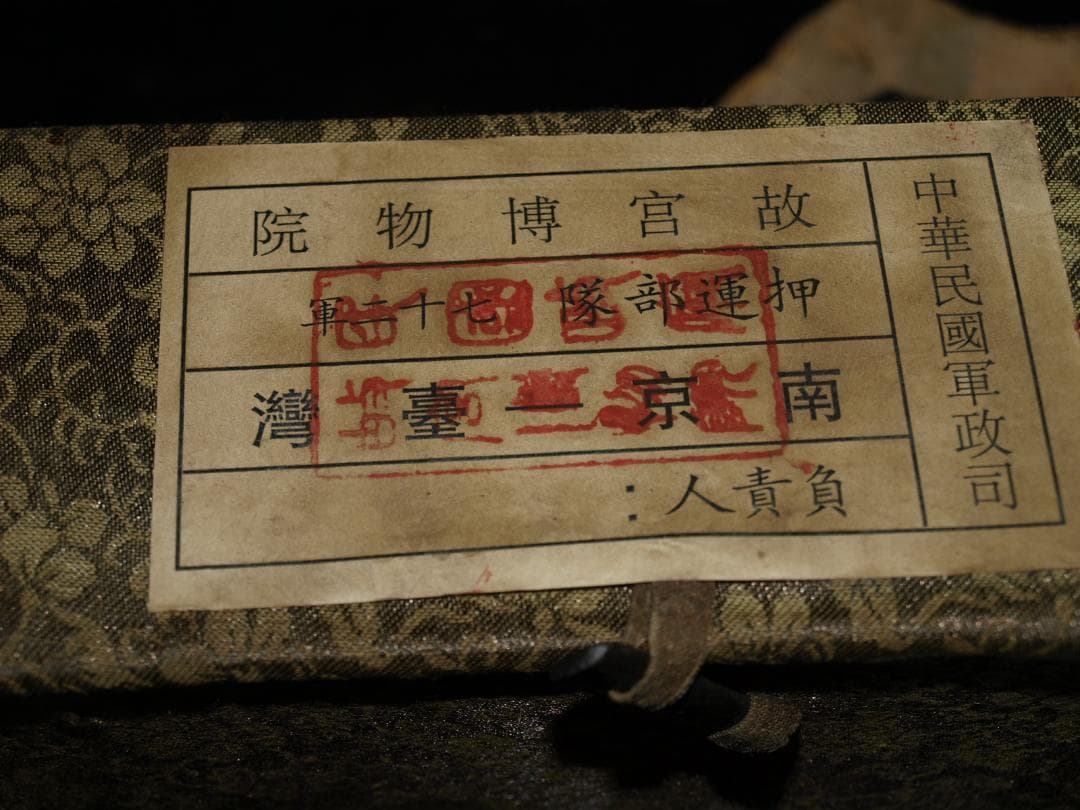 中華民國軍政司
故宮博物院
押運部隊 七十二軍
南京一臺灣
負責人：